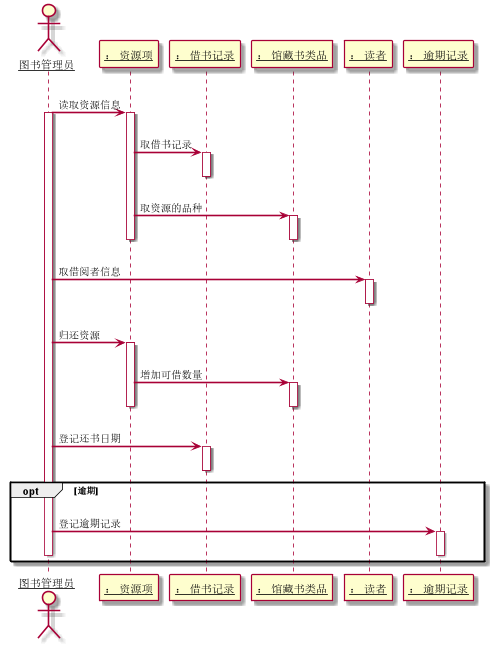 图书管理员
: 资源项
: 借书记录
: 馆藏书类品
: 读者
: 逾期记录
读取资源信息
取借书记录
取资源的品种
取借阅者信息
归还资源
增加可借数量
登记还书日期
opt [逾期]
登记逾期记录
图书管理员
: 资源项
: 借书记录
: 馆藏书类品
: 读者
: 逾期记录